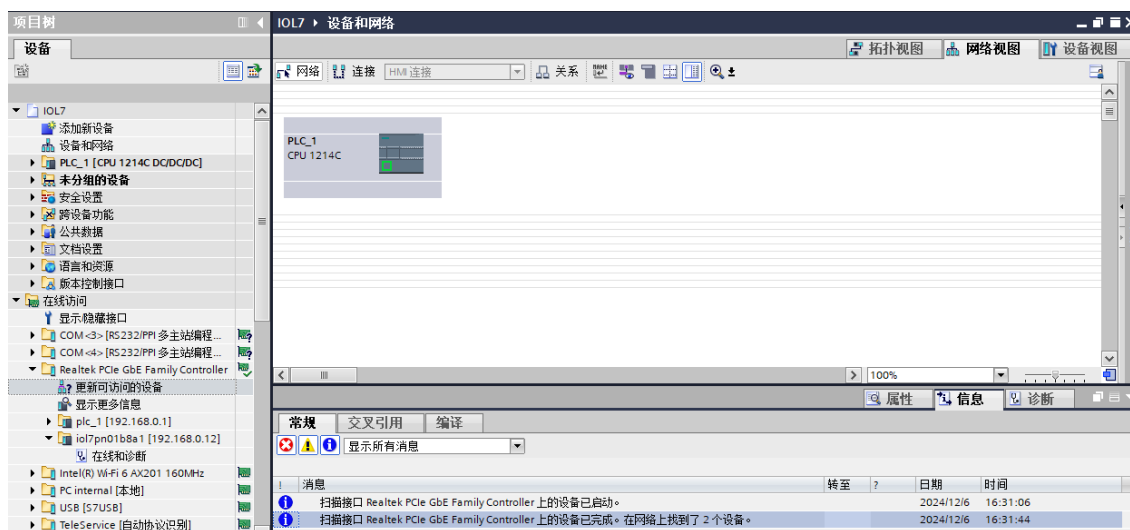 项目树
IOL7 ▸ 设备和网络
设备
拓扑视图
网络视图
设备视图
网络
连接
HMI 连接
关系
IOL7
添加新设备
设备和网络
PLC_1 [CPU 1214C DC/DC/DC]
未分组的设备
安全设置
跨设备功能
公共数据
文档设置
语言和资源
版本控制接口
在线访问
显示/隐藏接口
COM <3> [RS232/PPI 多主站编程...
COM <4> [RS232/PPI 多主站编程...
Realtek PCIe GbE Family Controller
更新可访问的设备
显示更多信息
plc_1 [192.168.0.1]
iol7pn01b8a1 [192.168.0.12]
在线和诊断
Intel(R) Wi-Fi 6 AX201 160MHz
PC internal [本地]
USB [S7USB]
TeleService [自动协议识别]
PLC_1
CPU 1214C
100%
属性
信息
诊断
常规
交叉引用
编译
显示所有消息
! 消息 转至 ? 日期 时间
扫描接口 Realtek PCIe GbE Family Controller 上的设备已启动。 2024/12/6 16:31:06
扫描接口 Realtek PCIe GbE Family Controller 上的设备已完成。在网络上找到了 2 个设备。 2024/12/6 16:31:44